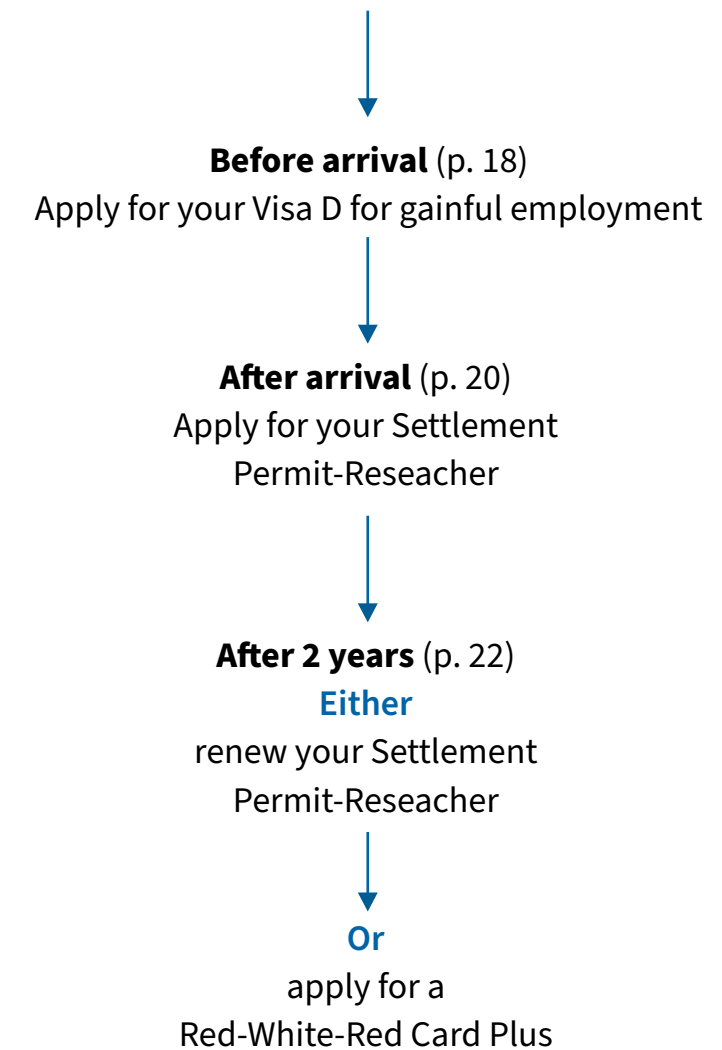 Before arrival (p. 18)
Apply for your Visa D for gainful employment
After arrival (p. 20)
Apply for your Settlement
Permit-Reseacher
After 2 years (p. 22)
Either
renew your Settlement
Permit-Reseacher
Or
apply for a
Red-White-Red Card Plus